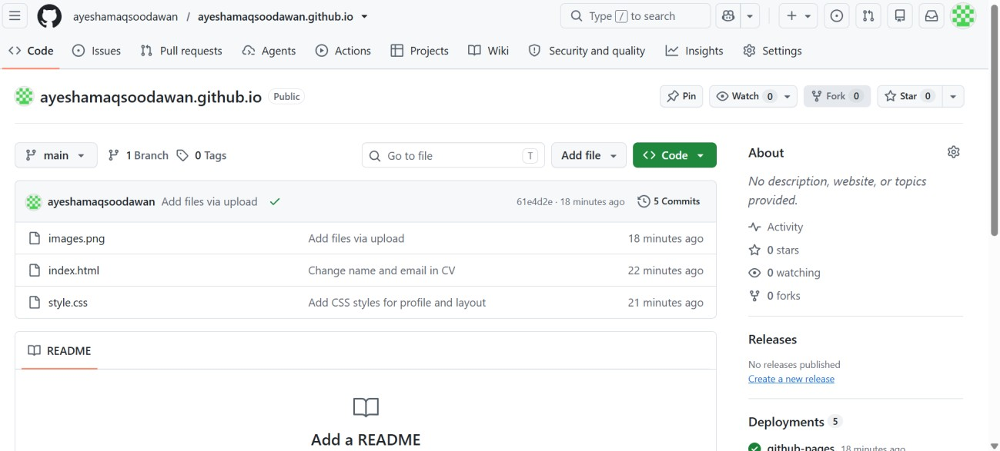 ayeshamaqsoodawan / ayeshamaqsoodawan.github.io
Type / to search
Code Issues Pull requests Agents Actions Projects Wiki Security and quality Insights Settings
ayeshamaqsoodawan.github.io Public
Pin Watch 0 Fork 0 Star 0
main 1 Branch 0 Tags Go to file T Add file Code
ayeshamaqsoodawan Add files via upload 61e4d2e · 18 minutes ago 5 Commits
images.png Add files via upload 18 minutes ago
index.html Change name and email in CV 22 minutes ago
style.css Add CSS styles for profile and layout 21 minutes ago
README
Add a README
About
No description, website, or topics
provided.
Activity
0 stars
0 watching
0 forks
Releases
No releases published
Create a new release
Deployments 5
github-pages 18 minutes ago